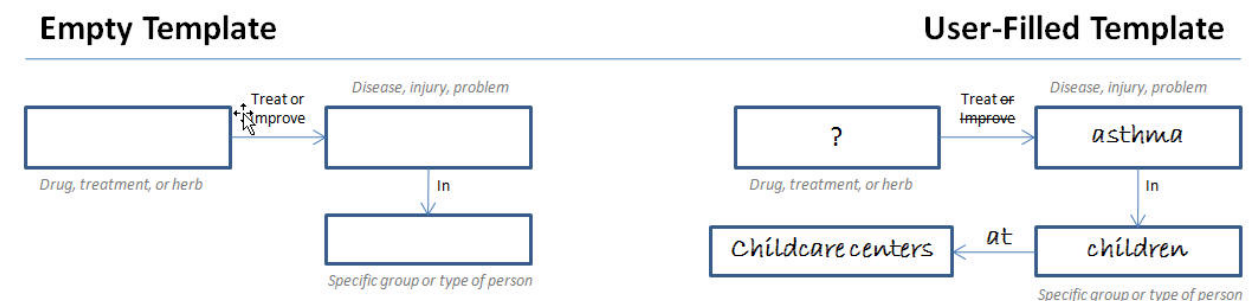 Empty Template
User-Filled Template
Disease, injury, problem
Treat or
Improve
Drug, treatment, or herb
In
Specific group or type of person
Disease, injury, problem
Treat or
Improve
?
asthma
Drug, treatment, or herb
In
Childcare centers
at
children
Specific group or type of person